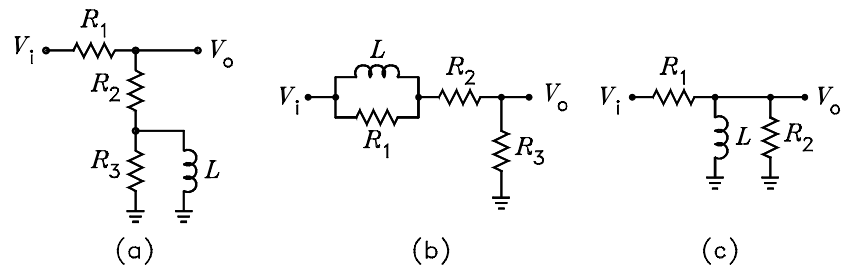 R₁
Vᵢ Vₒ
R₂
R₃ L
(a)
L
Vᵢ R₂ Vₒ
R₁ R₃
(b)
R₁
Vᵢ Vₒ
L R₂
(c)